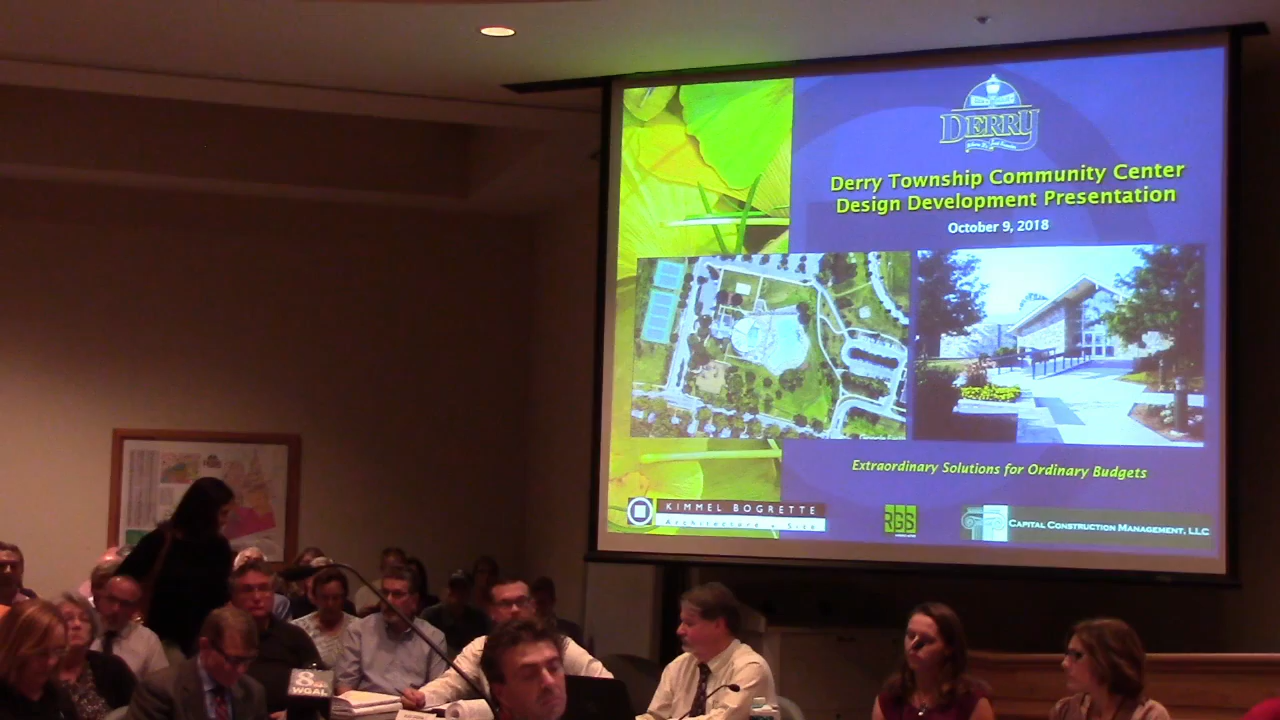 DERRY
Derry Township Community Center
Design Development Presentation
October 9, 2018
Extraordinary Solutions for Ordinary Budgets
KIMMEL BOGRETTE
Architecture + Site
RGS
CAPITAL CONSTRUCTION MANAGEMENT, LLC
8
WGAL